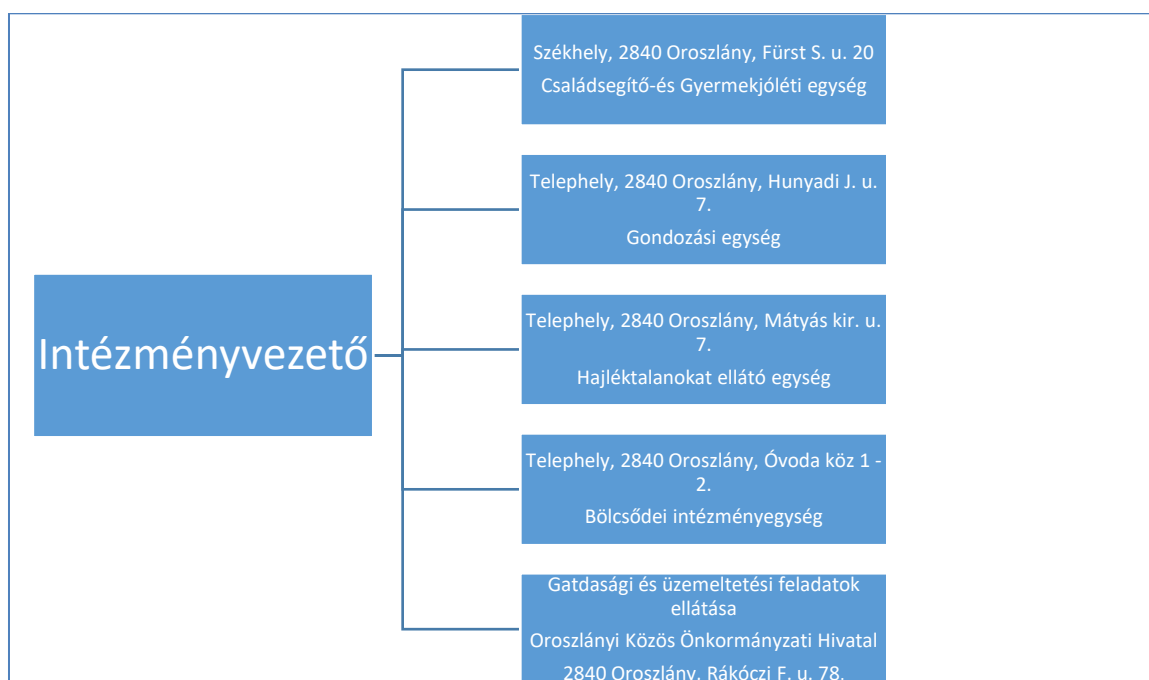 Intézményvezető
Székhely, 2840 Oroszlány, Fürst S. u. 20
Családsegítő-és Gyermekjóléti egység
Telephely, 2840 Oroszlány, Hunyadi J. u.
7.
Gondozási egység
Telephely, 2840 Oroszlány, Mátyás kir. u.
7.
Hajléktalanokat ellátó egység
Telephely, 2840 Oroszlány, Óvoda köz 1 -
2.
Bölcsődei intézményegység
Gatdasági és üzemeltetési feladatok
ellátása
Oroszlányi Közös Önkormányzati Hivatal
2840 Oroszlány, Rákóczi F. u. 78.